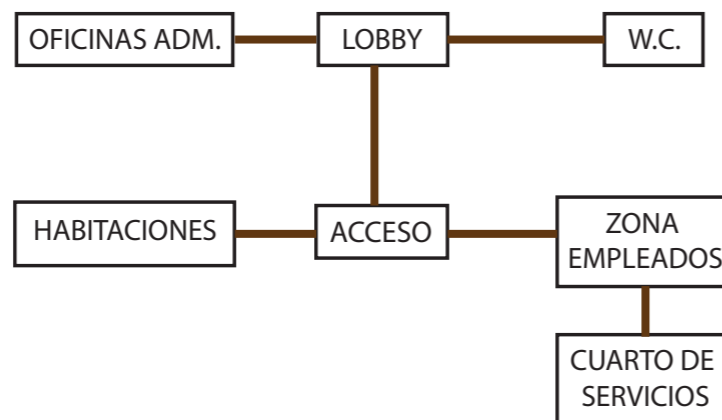 OFICINAS ADM.
LOBBY
W.C.
HABITACIONES
ACCESO
ZONA
EMPLEADOS
CUARTO DE
SERVICIOS